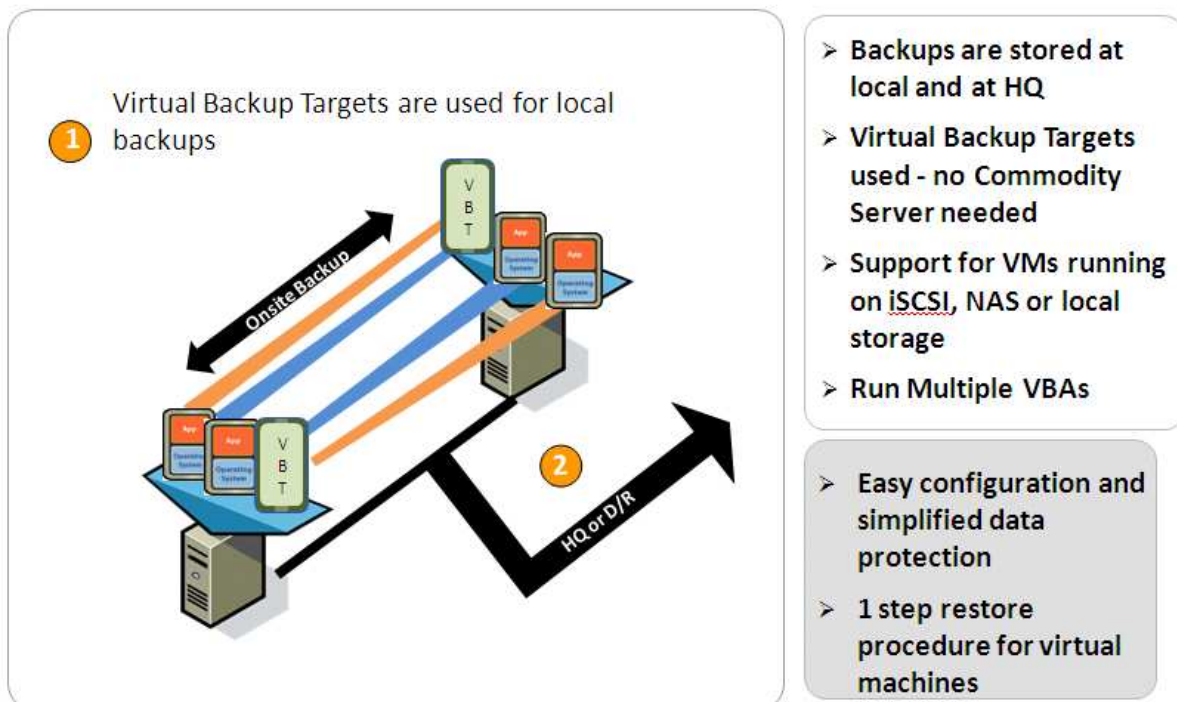 Virtual Backup Targets are used for local
backups
1
V
B
T
App
Operating
System
App
Operating
System
Onsite Backup
App
Operating
System
App
Operating
System
V
B
T
2
HQ or D/R
➢ Backups are stored at
local and at HQ
➢ Virtual Backup Targets
used - no Commodity
Server needed
➢ Support for VMs running
on iSCSI, NAS or local
storage
➢ Run Multiple VBAs
➢ Easy configuration and
simplified data
protection
➢ 1 step restore
procedure for virtual
machines